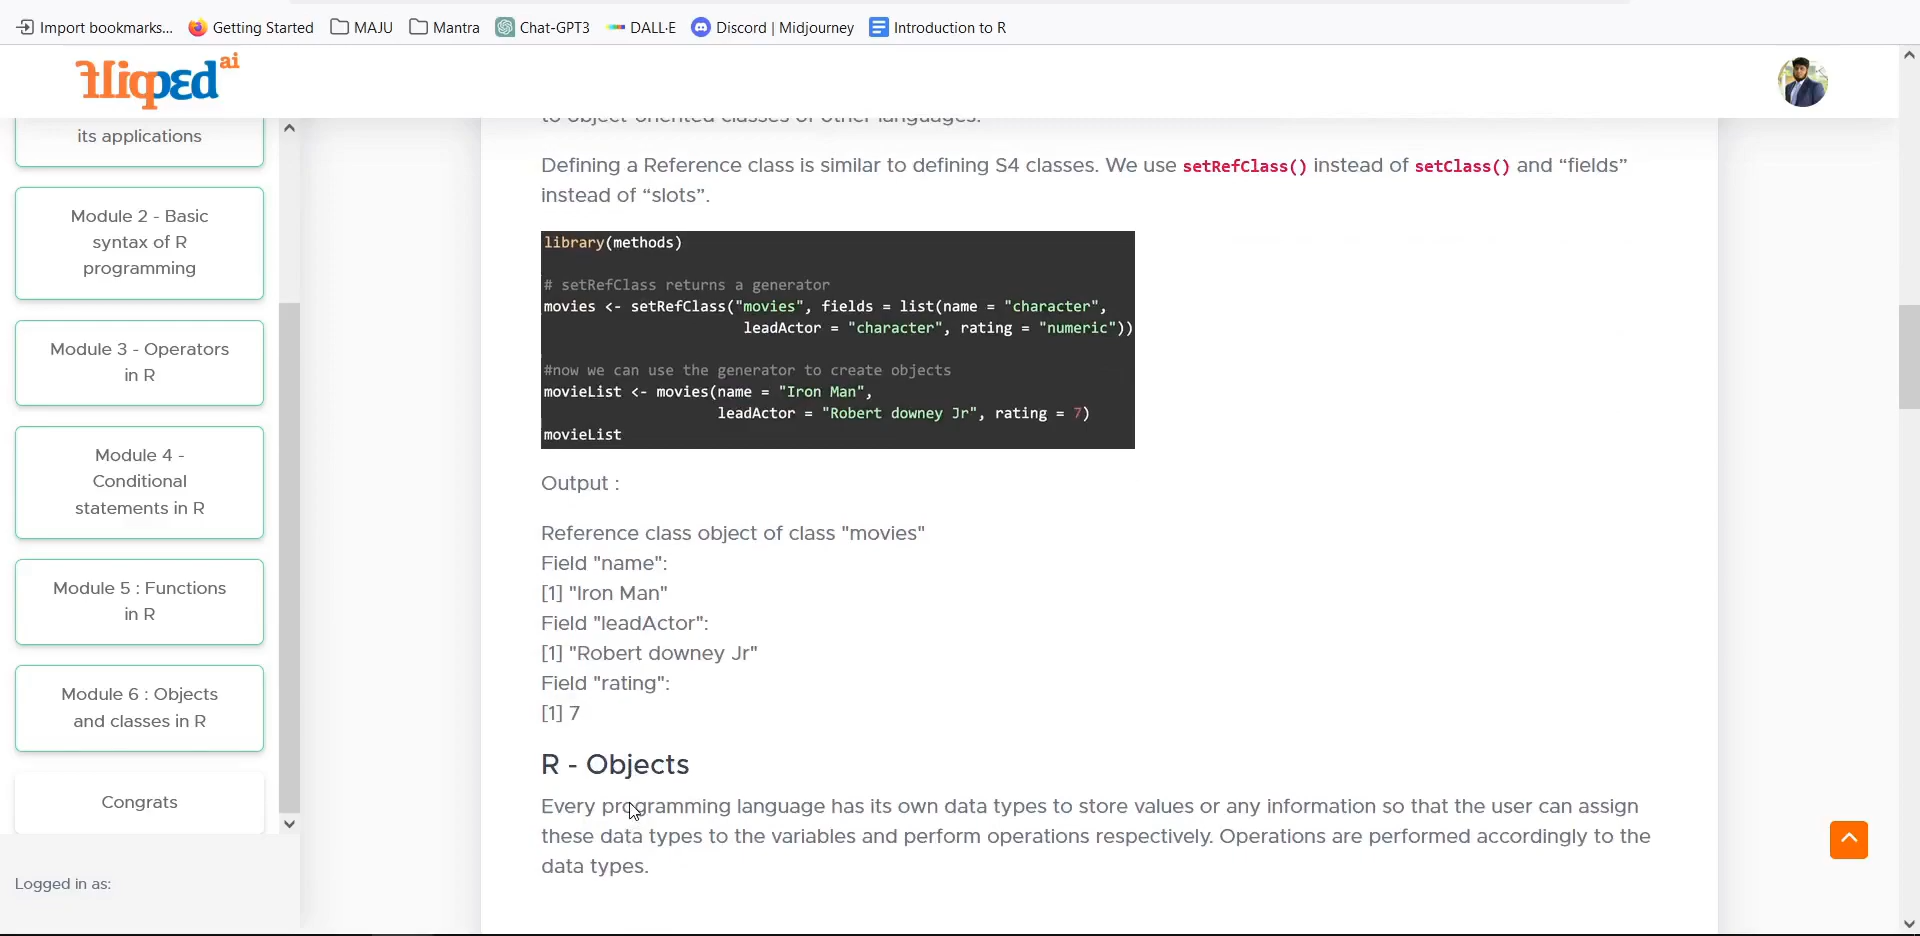 Import bookmarks... Getting Started MAJU Mantra Chat-GPT3 DALL·E Discord | Midjourney Introduction to R
fliqped ai
its applications
Module 2 - Basic
syntax of R
programming
Module 3 - Operators
in R
Module 4 -
Conditional
statements in R
Module 5 : Functions
in R
Module 6 : Objects
and classes in R
Congrats
Logged in as:
to object-oriented classes of other languages.
Defining a Reference class is similar to defining S4 classes. We use setRefClass() instead of setClass() and “fields”
instead of “slots”.
library(methods)
# setRefClass returns a generator
movies <- setRefClass("movies", fields = list(name = "character",
leadActor = "character", rating = "numeric"))
#now we can use the generator to create objects
movieList <- movies(name = "Iron Man",
leadActor = "Robert downey Jr", rating = 7)
movieList
Output :
Reference class object of class "movies"
Field "name":
[1] "Iron Man"
Field "leadActor":
[1] "Robert downey Jr"
Field "rating":
[1] 7
R - Objects
Every programming language has its own data types to store values or any information so that the user can assign
these data types to the variables and perform operations respectively. Operations are performed accordingly to the
data types.